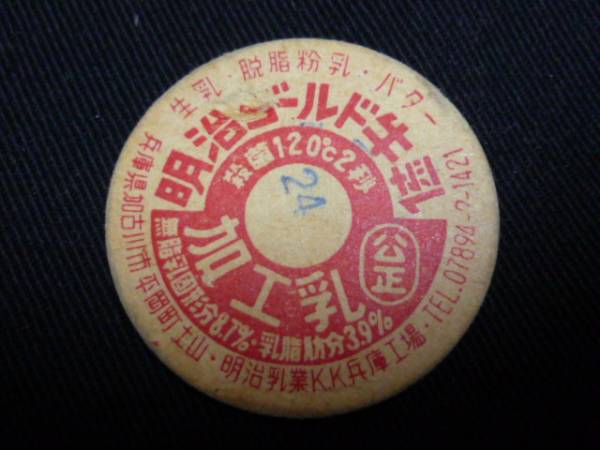 生乳・脱脂粉乳・バター
明治ゴールド牛乳
殺菌120℃2秒
24
加工乳
公正
無脂乳固形分8.7%・乳脂肪分3.9%
兵庫県加古川市平岡町土山・明治乳業K.K兵庫工場・TEL.07894-2-1421